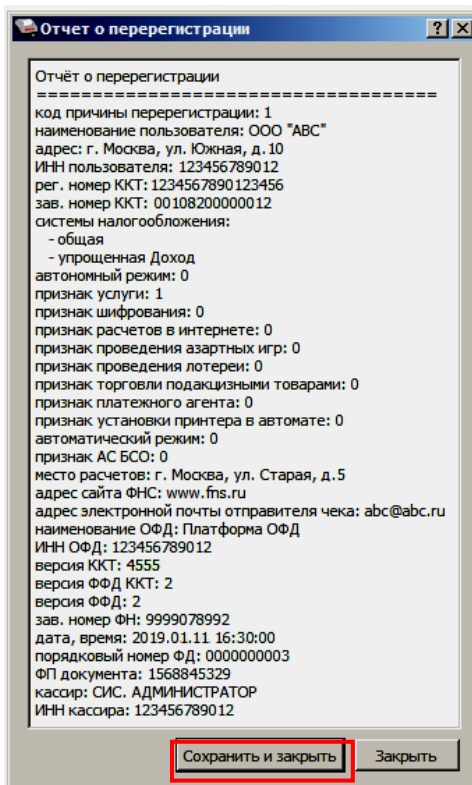 Отчет о перерегистрации
Отчёт о перерегистрации
=====================================
код причины перерегистрации: 1
наименование пользователя: ООО "АВС"
адрес: г. Москва, ул. Южная, д.10
ИНН пользователя: 123456789012
рег. номер ККТ: 1234567890123456
зав. номер ККТ: 00108200000012
системы налогообложения:
- общая
- упрощенная Доход
автономный режим: 0
признак услуги: 1
признак шифрования: 0
признак расчетов в интернете: 0
признак проведения азартных игр: 0
признак проведения лотереи: 0
признак торговли подакцизными товарами: 0
признак платежного агента: 0
признак установки принтера в автомате: 0
автоматический режим: 0
признак АС БСО: 0
место расчетов: г. Москва, ул. Старая, д.5
адрес сайта ФНС: www.fns.ru
адрес электронной почты отправителя чека: abc@abc.ru
наименование ОФД: Платформа ОФД
ИНН ОФД: 123456789012
версия ККТ: 4555
версия ФФД ККТ: 2
версия ФФД: 2
зав. номер ФН: 9999078992
дата, время: 2019.01.11 16:30:00
порядковый номер ФД: 0000000003
ФП документа: 1568845329
кассир: СИС. АДМИНИСТРАТОР
ИНН кассира: 123456789012
Сохранить и закрыть Закрыть